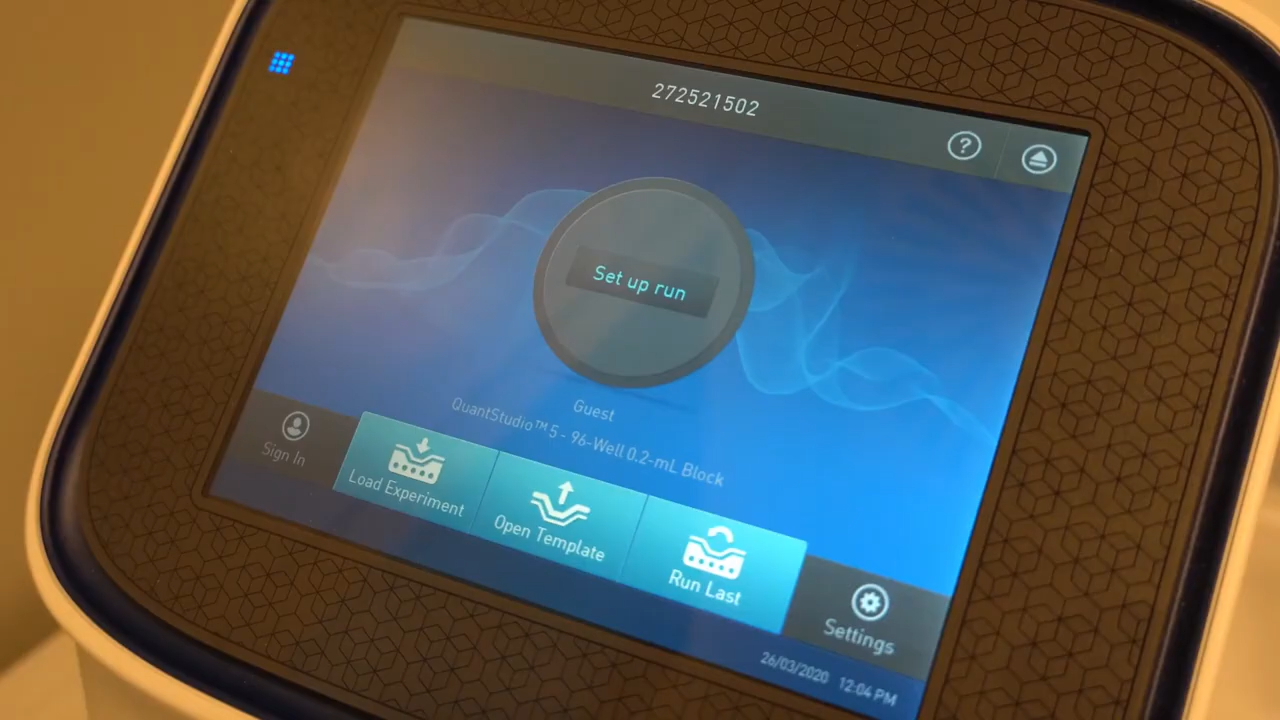 272521502
?
Set up run
Guest
QuantStudio™ 5 - 96-Well 0.2-mL Block
Sign In
Load Experiment
Open Template
Run Last
Settings
26/03/2020 12:04 PM